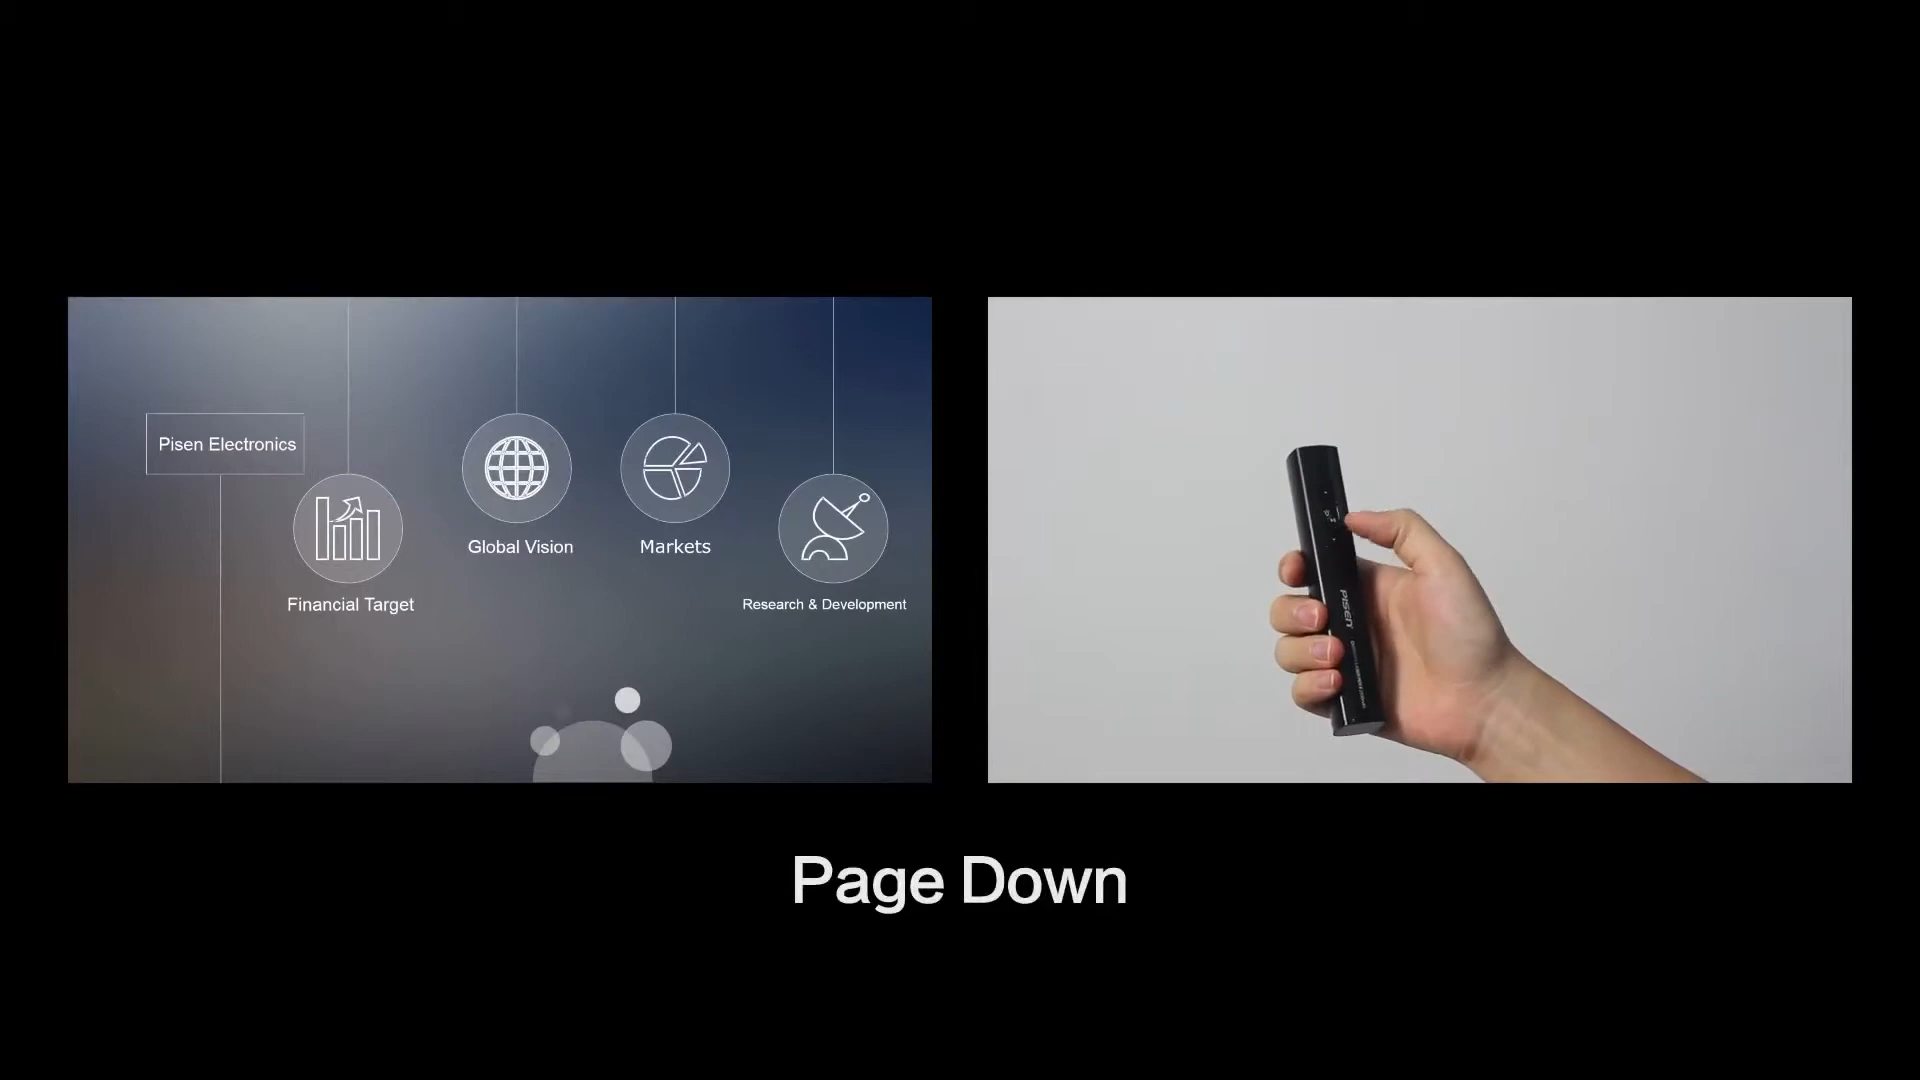 Pisen Electronics
Global Vision
Markets
Financial Target
Research & Development
PISEN
Page Down